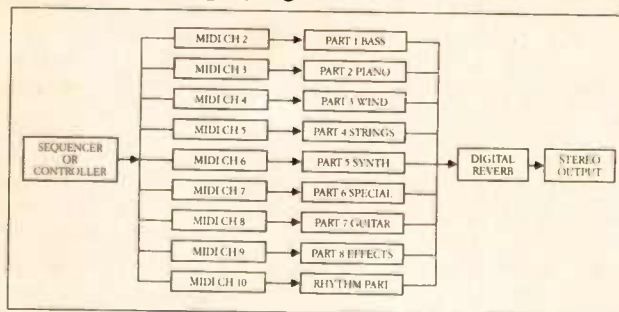 SEQUENCER
OR
CONTROLLER
MIDI CH 2
PART 1 BASS
MIDI CH 3
PART 2 PIANO
MIDI CH 4
PART 3 WIND
MIDI CH 5
PART 4 STRINGS
MIDI CH 6
PART 5 SYNTH
MIDI CH 7
PART 6 SPECIAL
MIDI CH 8
PART 7 GUITAR
MIDI CH 9
PART 8 EFFECTS
MIDI CH 10
RHYTHM PART
DIGITAL
REVERB
STEREO
OUTPUT